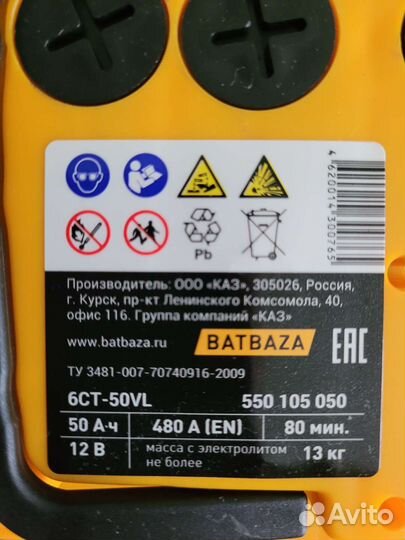 4620014300765
Pb
Производитель: ООО «КАЗ», 305026, Россия,
г. Курск, пр-кт Ленинского Комсомола, 40,
офис 116. Группа компаний «КАЗ»
www.batbaza.ru
BATBAZA
EAC
ТУ 3481-007-70740916-2009
6СТ-50VL 550 105 050
50 А·ч 480 А (EN) 80 мин.
12 В масса с электролитом не более 13 кг
Avito